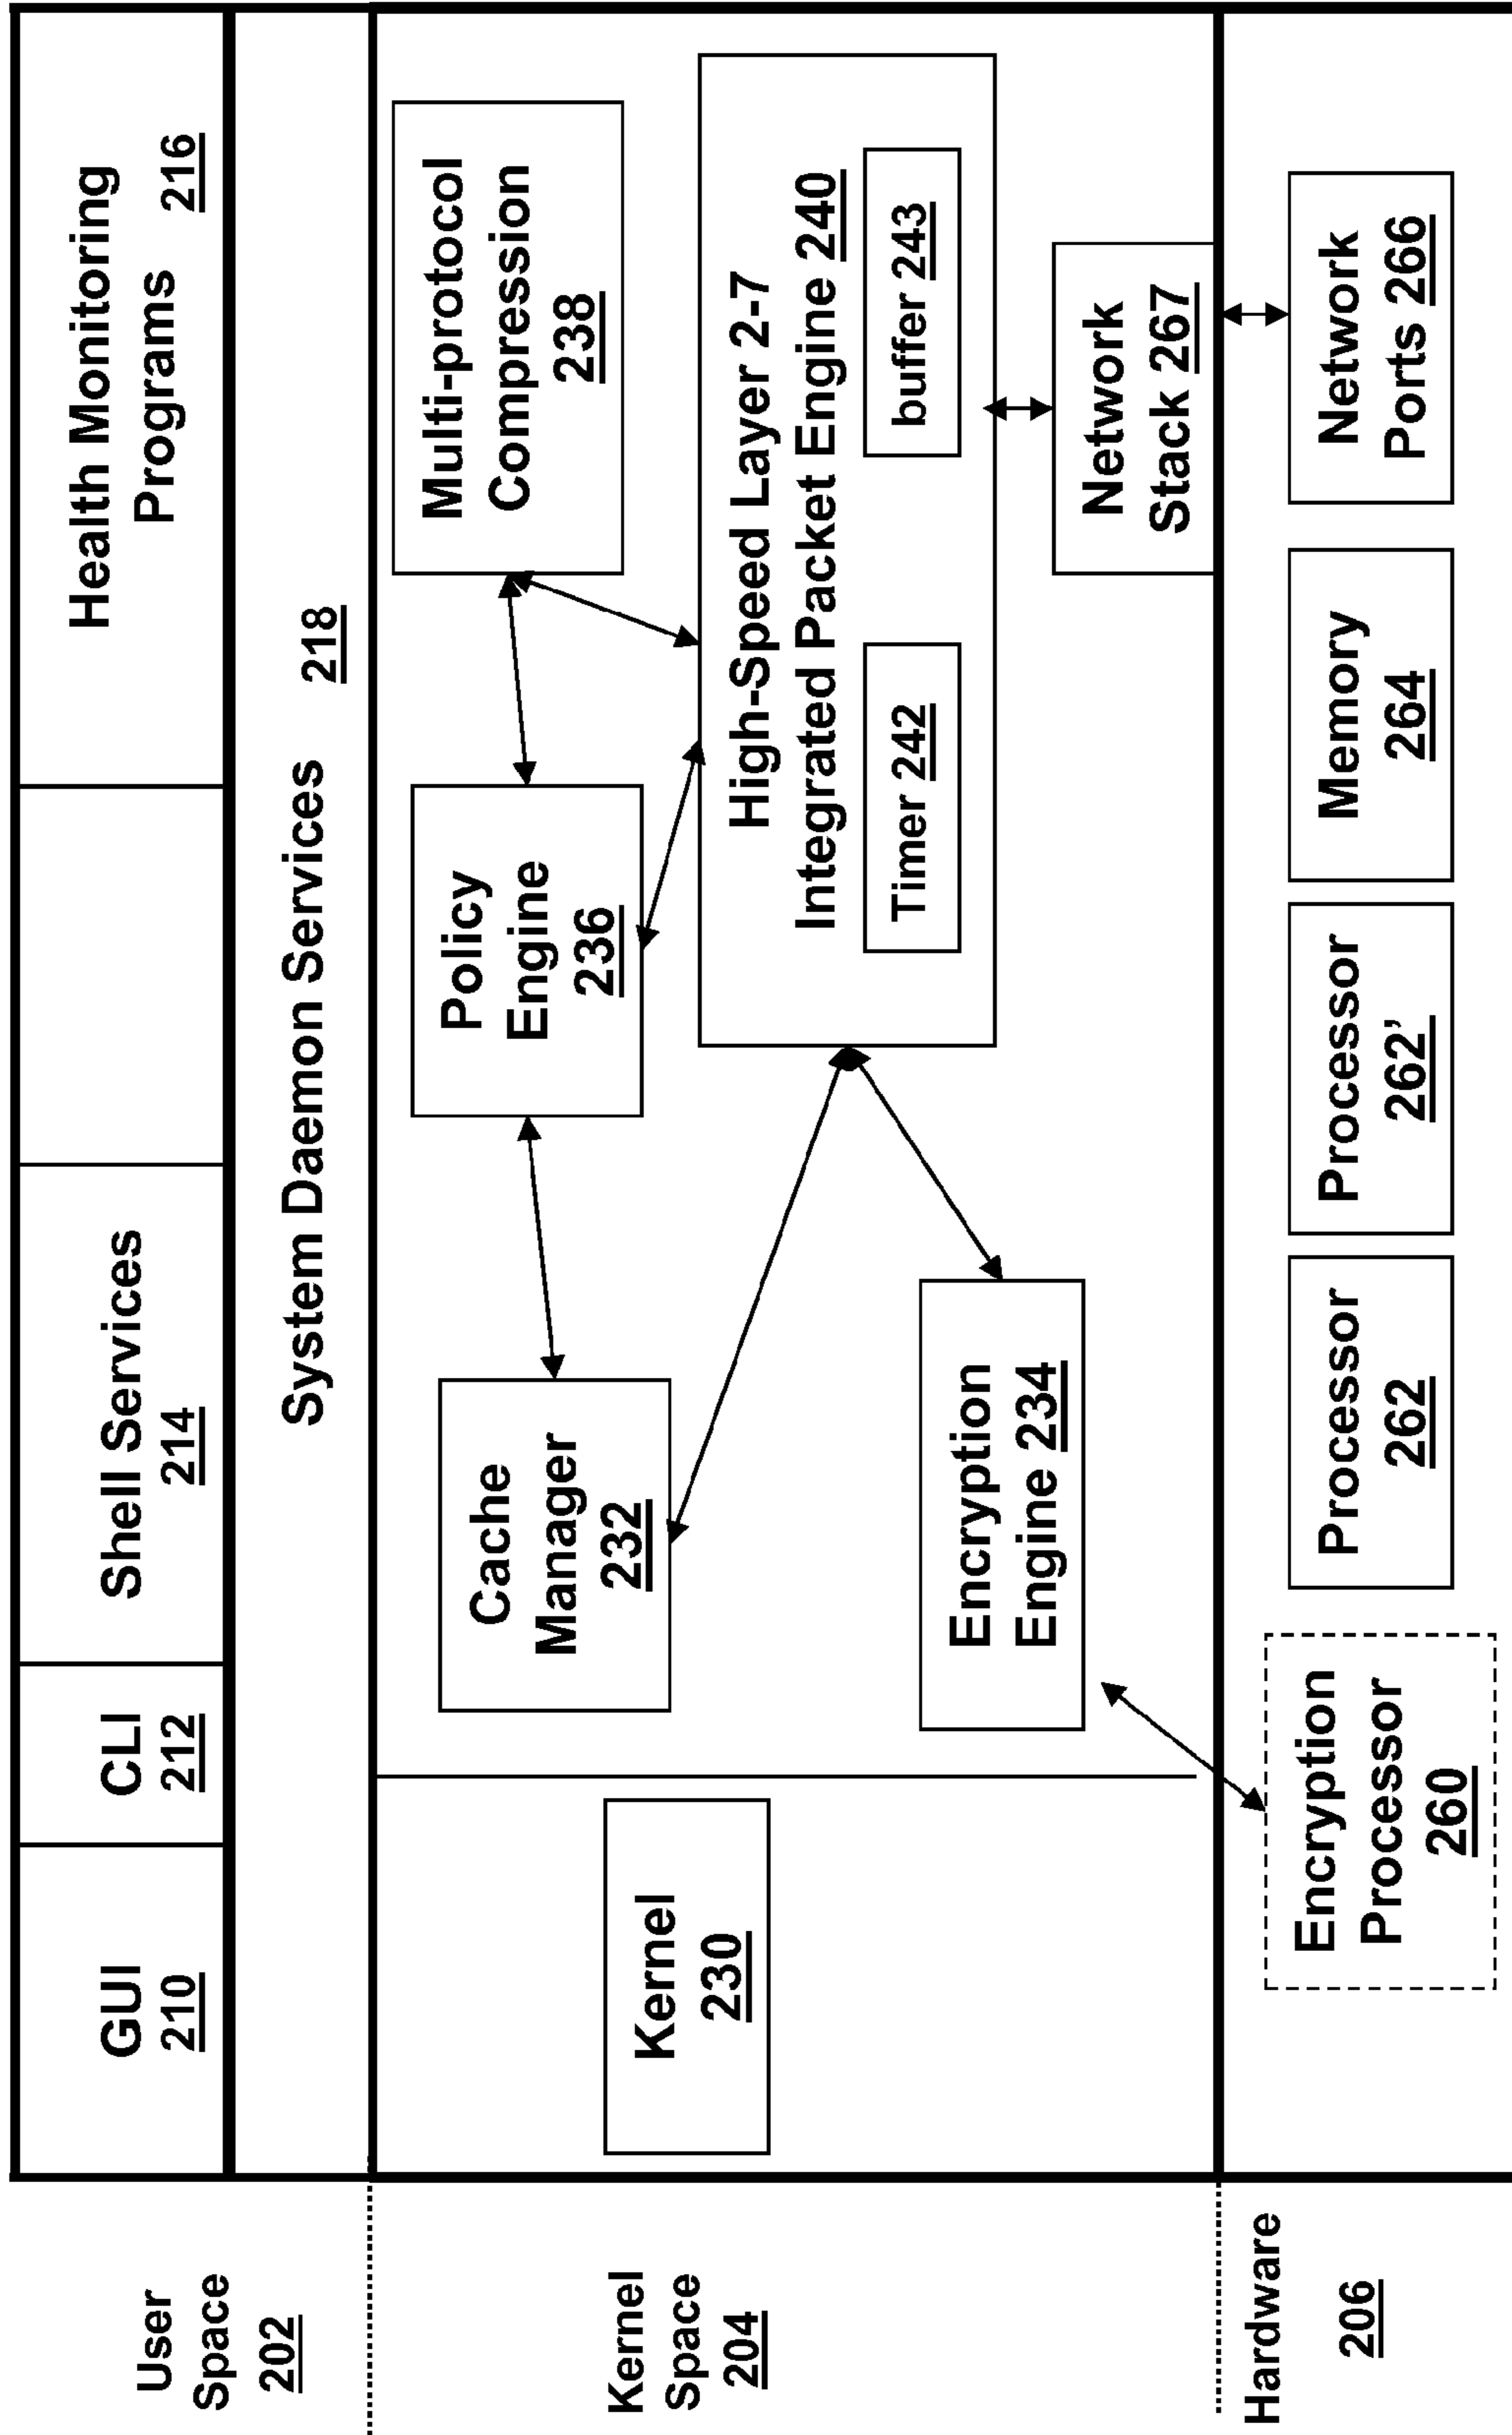 User
Space
202
GUI
210
CLI
212
Shell Services
214
Health Monitoring
Programs 216
System Daemon Services 218
Kernel
Space
204
Kernel
230
Cache
Manager
232
Policy
Engine
236
Multi-protocol
Compression
238
High-Speed Layer 2-7
Integrated Packet Engine 240
Timer 242
buffer 243
Encryption
Engine 234
Network
Stack 267
Hardware
206
Encryption
Processor
260
Processor
262
Processor
262’
Memory
264
Network
Ports 266